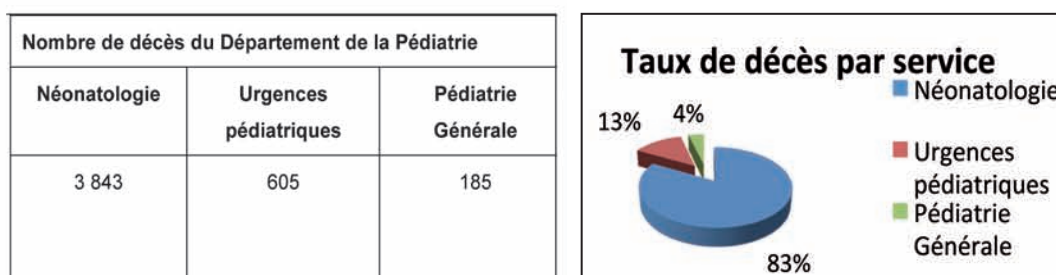 Nombre de décès du Département de la Pédiatrie
Néonatologie
Urgences
pédiatriques
Pédiatrie
Générale
3 843
605
185
Taux de décès par service
13%
4%
83%
Néonatologie
Urgences
pédiatriques
Pédiatrie
Générale